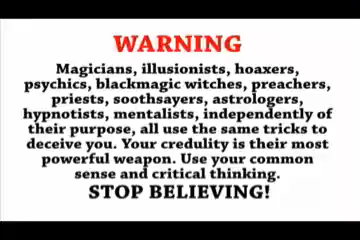 WARNING
Magicians, illusionists, hoaxers,
psychics, blackmagic witches, preachers,
priests, soothsayers, astrologers,
hypnotists, mentalists, independently of
their purpose, all use the same tricks to
deceive you. Your credulity is their most
powerful weapon. Use your common
sense and critical thinking.
STOP BELIEVING!